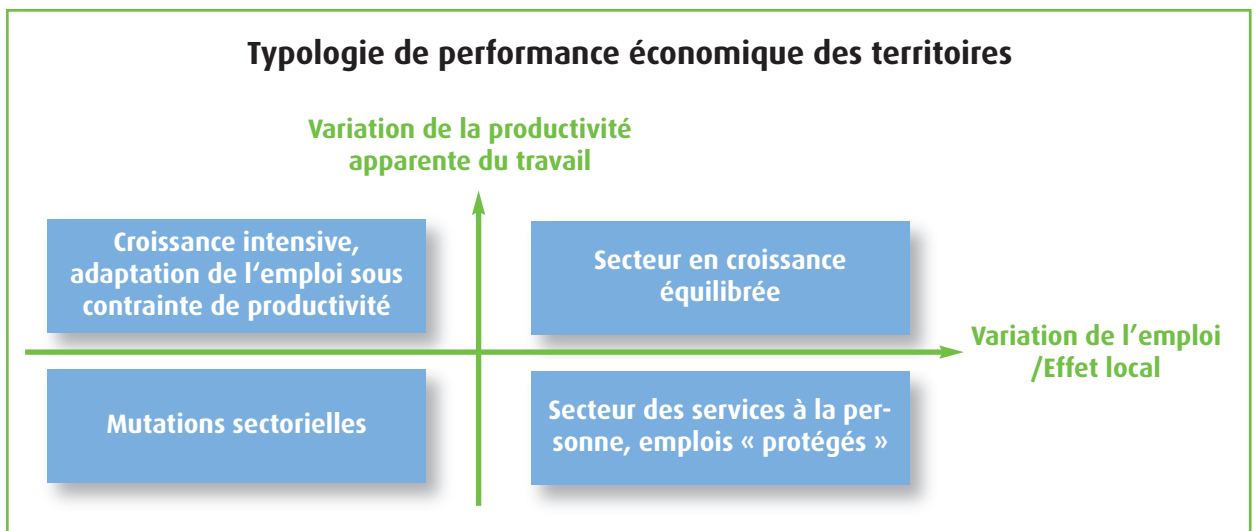 Typologie de performance économique des territoires
Variation de la productivité
apparente du travail
Croissance intensive,
adaptation de l‘emploi sous
contrainte de productivité
Secteur en croissance
équilibrée
Variation de l’emploi
/Effet local
Mutations sectorielles
Secteur des services à la per-
sonne, emplois « protégés »